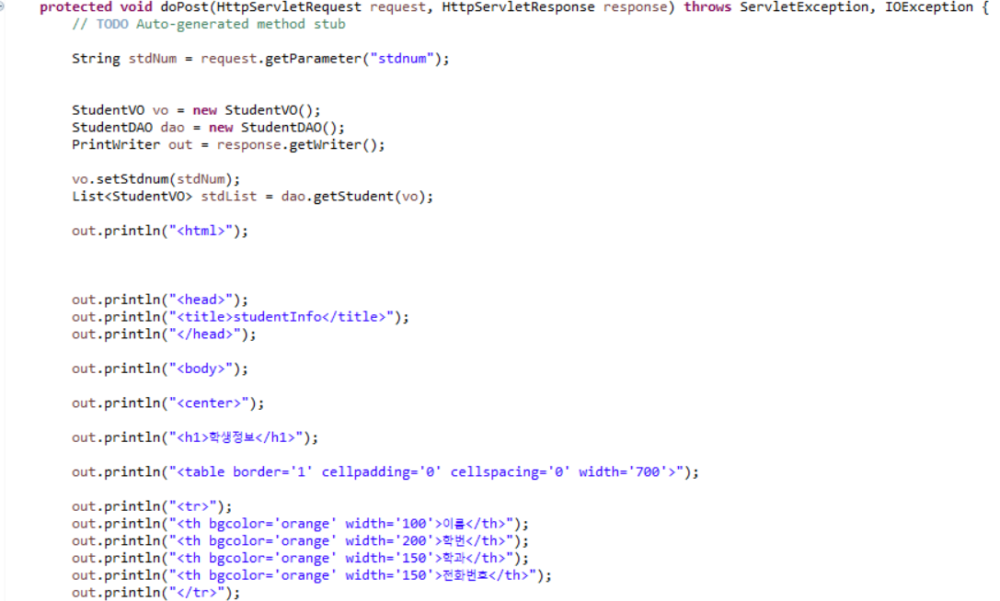 protected void doPost(HttpServletRequest request, HttpServletResponse response) throws ServletException, IOException {
// TODO Auto-generated method stub
String stdNum = request.getParameter("stdnum");
StudentVO vo = new StudentVO();
StudentDAO dao = new StudentDAO();
PrintWriter out = response.getWriter();
vo.setStdnum(stdNum);
List<StudentVO> stdList = dao.getStudent(vo);
out.println("<html>");
out.println("<head>");
out.println("<title>studentInfo</title>");
out.println("</head>");
out.println("<body>");
out.println("<center>");
out.println("<h1>학생정보</h1>");
out.println("<table border='1' cellpadding='0' cellspacing='0' width='700'>");
out.println("<tr>");
out.println("<th bgcolor='orange' width='100'>이름</th>");
out.println("<th bgcolor='orange' width='200'>학번</th>");
out.println("<th bgcolor='orange' width='150'>학과</th>");
out.println("<th bgcolor='orange' width='150'>전화번호</th>");
out.println("</tr>");